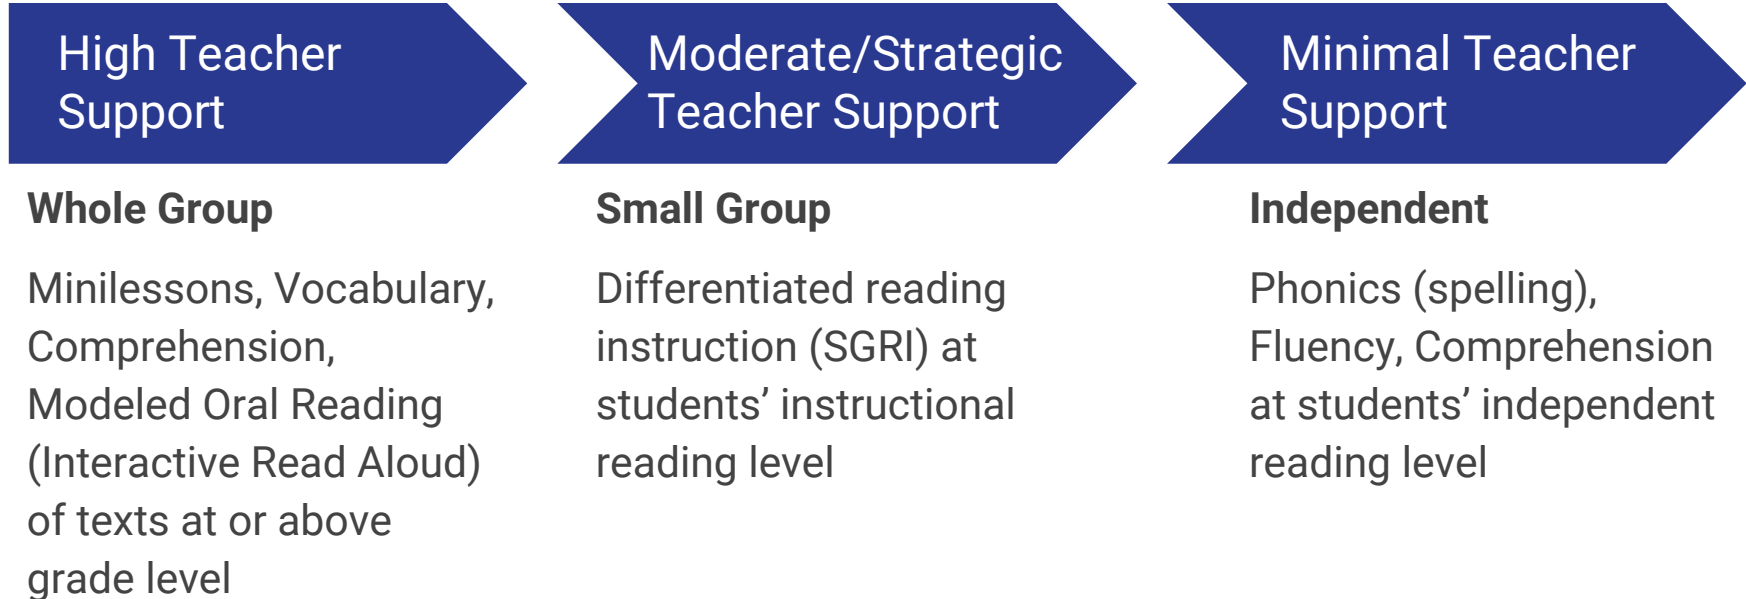 High Teacher
Support
Moderate/Strategic
Teacher Support
Minimal Teacher
Support
Whole Group
Minilessons, Vocabulary,
Comprehension,
Modeled Oral Reading
(Interactive Read Aloud)
of texts at or above
grade level
Small Group
Differentiated reading
instruction (SGRI) at
students’ instructional
reading level
Independent
Phonics (spelling),
Fluency, Comprehension
at students’ independent
reading level